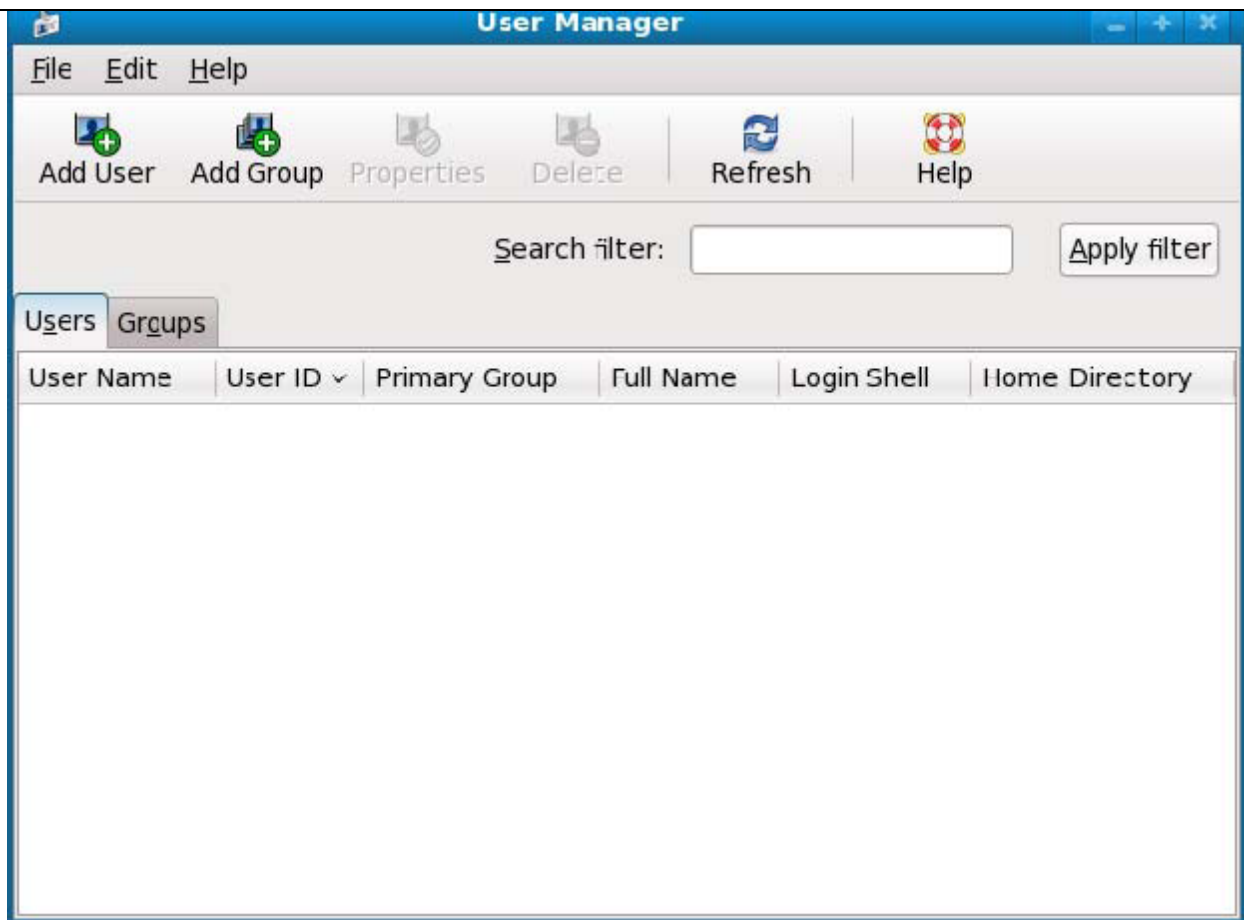 User Manager
File Edit Help
Add User Add Group Properties Delete Refresh Help
Search filter: Apply filter
Users Groups
User Name User ID Primary Group Full Name Login Shell Home Directory